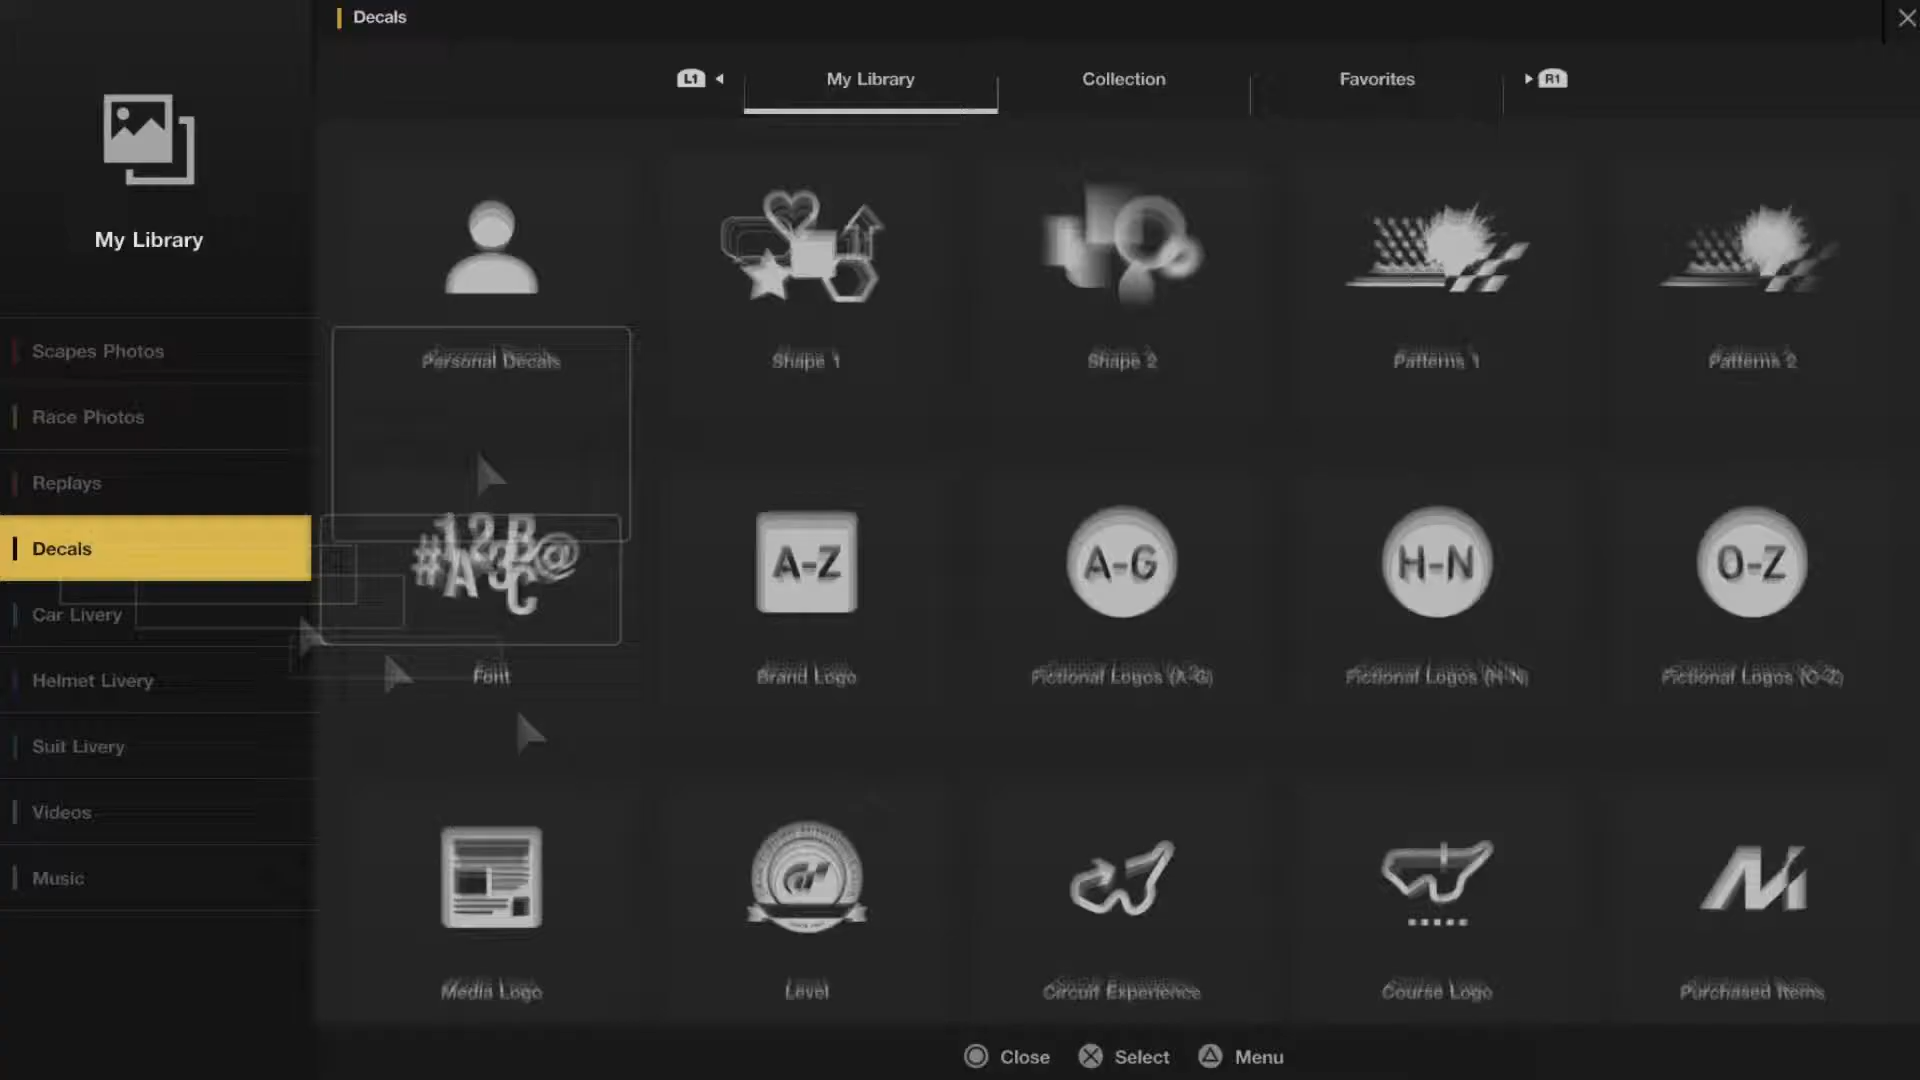 Decals
L1
My Library
Collection
Favorites
R1
My Library
Scapes Photos
Race Photos
Replays
Decals
Car Livery
Helmet Livery
Suit Livery
Videos
Music
Personal Decals
Shape 1
Shape 2
Patterns 1
Patterns 2
#123B@
A C
A-Z
A-G
H-N
O-Z
Font
Brand Logo
Fictional Logos (A-G)
Fictional Logos (H-N)
Fictional Logos (O-Z)
Media Logo
Level
Circuit Experience
Course Logo
Purchased Items
Close
Select
Menu